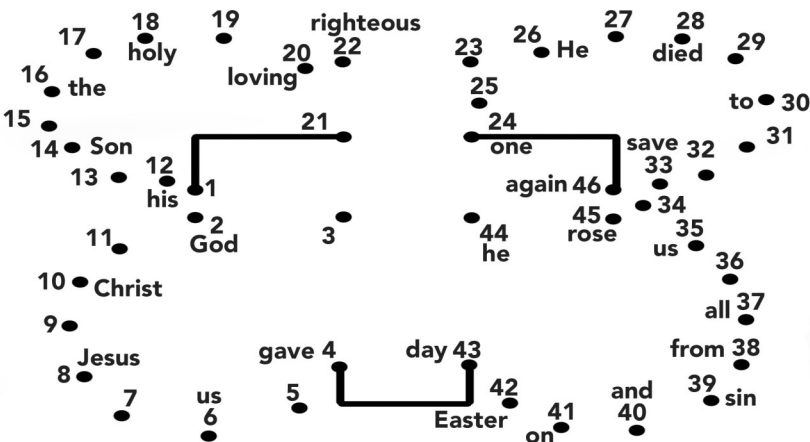 18
19
righteous
27
28
17
holy
20
22
23
26 He
died
29
16 the
loving
25
to 30
15
21
24
31
14 Son
one
save
32
13
12
his
1
again 46
33
34
11
2
God
3
44
he
45
rose
35
us
36
10 Christ
9
all 37
Jesus
8
gave 4
day 43
from 38
7
us
6
5
42
Easter
41
on
and
40
39 sin